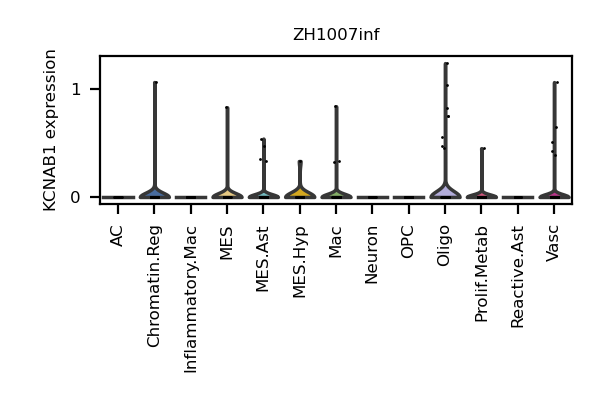 ZH1007inf
KCNAB1 expression
1
0
AC
Chromatin.Reg
Inflammatory.Mac
MES
MES.Ast
MES.Hyp
Mac
Neuron
OPC
Oligo
Prolif.Metab
Reactive.Ast
Vasc